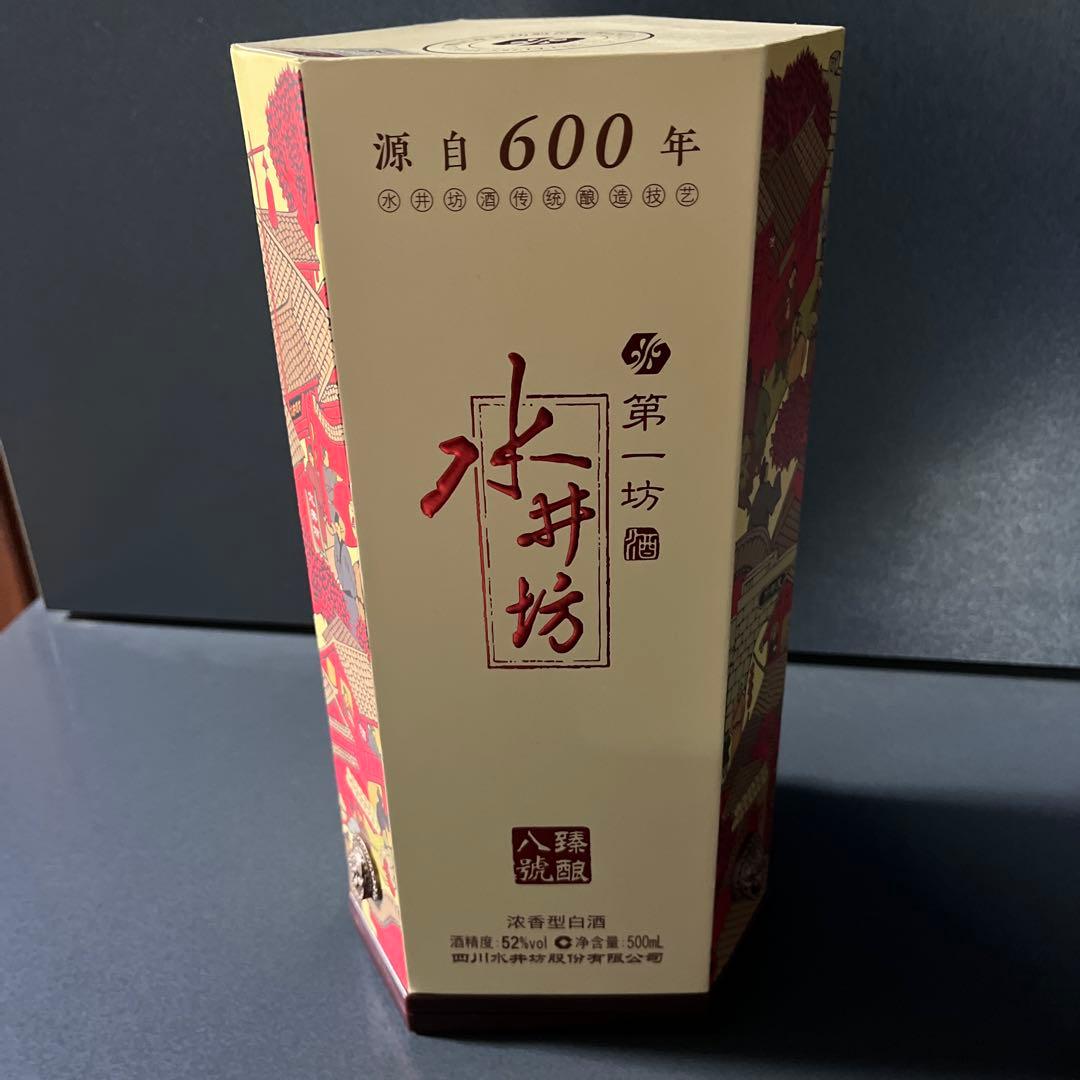 源自600年
水井坊酒传统酿造技艺
第一坊酒
水井坊
臻酿
八號
浓香型白酒
酒精度:52%vol 净含量:500mL
四川水井坊股份有限公司